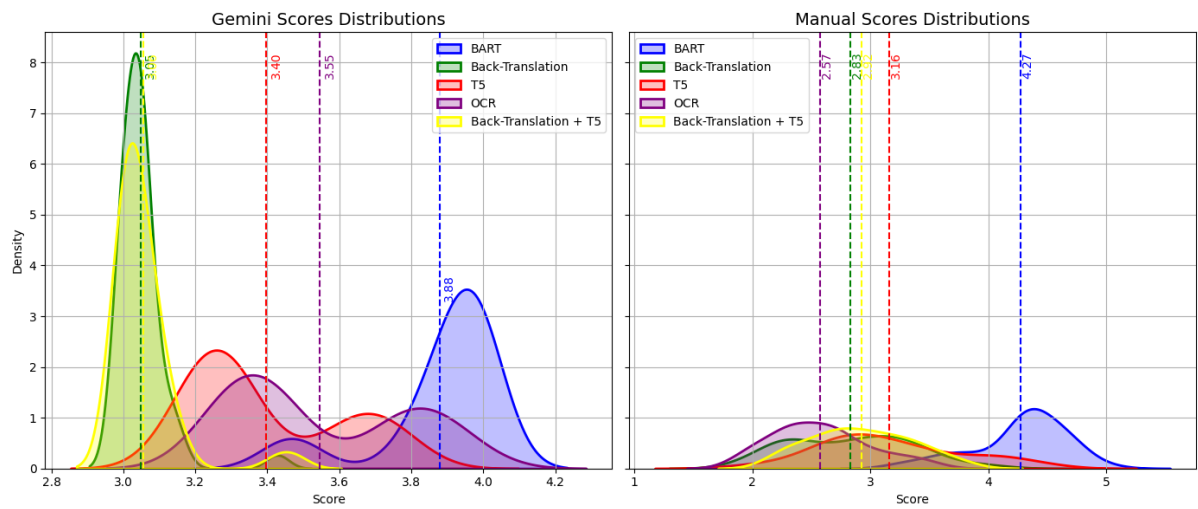 Gemini Scores Distributions
BART
Back-Translation
T5
OCR
Back-Translation + T5
3.05
3.40
3.55
3.88
Density
0
1
2
3
4
5
6
7
8
2.8
3.0
3.2
3.4
3.6
3.8
4.0
4.2
Score
Manual Scores Distributions
BART
Back-Translation
T5
OCR
Back-Translation + T5
2.57
2.83
3.16
4.27
1
2
3
4
5
Score